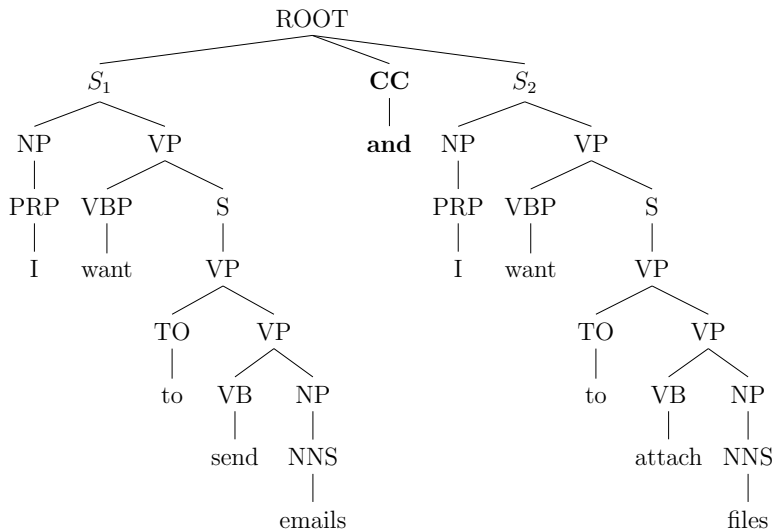 ROOT
S1 CC S2
NP VP and NP VP
PRP VBP S PRP VBP S
I want VP I want VP
TO VP TO VP
to VB NP to VB NP
send NNS attach NNS
emails files